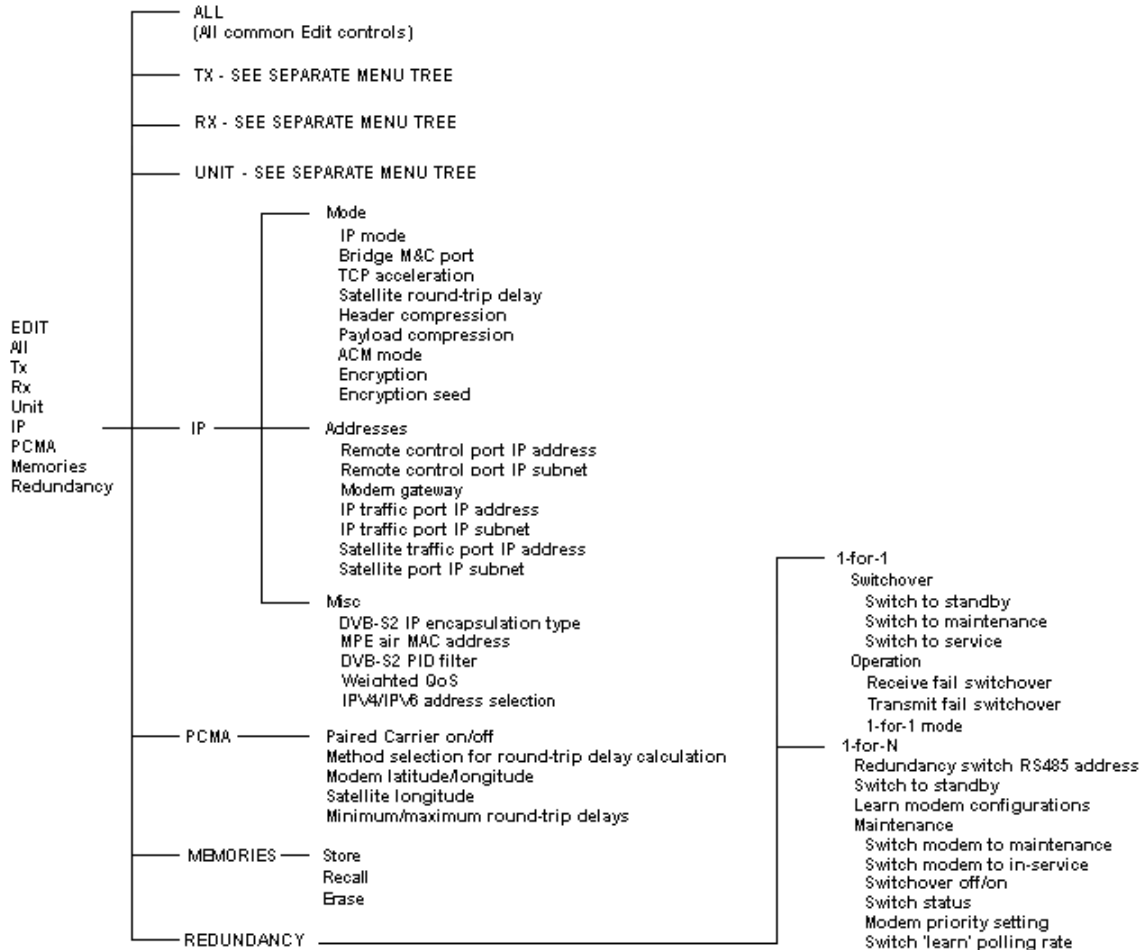 EDIT
All
Tx
Rx
Unit
IP
PCMA
Memories
Redundancy
ALL
(All common Edit controls)
TX - SEE SEPARATE MENU TREE
RX - SEE SEPARATE MENU TREE
UNIT - SEE SEPARATE MENU TREE
IP
Mode
IP mode
Bridge M&C port
TCP acceleration
Satellite round-trip delay
Header compression
Payload compression
ACM mode
Encryption
Encryption seed
Addresses
Remote control port IP address
Remote control port IP subnet
Modem gateway
IP traffic port IP address
IP traffic port IP subnet
Satellite traffic port IP address
Satellite port IP subnet
Misc
DVB-S2 IP encapsulation type
MPE air MAC address
DVB-S2 PID filter
Weighted QoS
IPV4/IPV6 address selection
PCMA
Paired Carrier on/off
Method selection for round-trip delay calculation
Modem latitude/longitude
Satellite longitude
Minimum/maximum round-trip delays
MEMORIES
Store
Recall
Erase
REDUNDANCY
1-for-1
Switchover
Switch to standby
Switch to maintenance
Switch to service
Operation
Receive fail switchover
Transmit fail switchover
1-for-1 mode
1-for-N
Redundancy switch RS485 address
Switch to standby
Learn modem configurations
Maintenance
Switch modem to maintenance
Switch modem to in-service
Switchover off/on
Switch status
Modem priority setting
Switch 'learn' polling rate